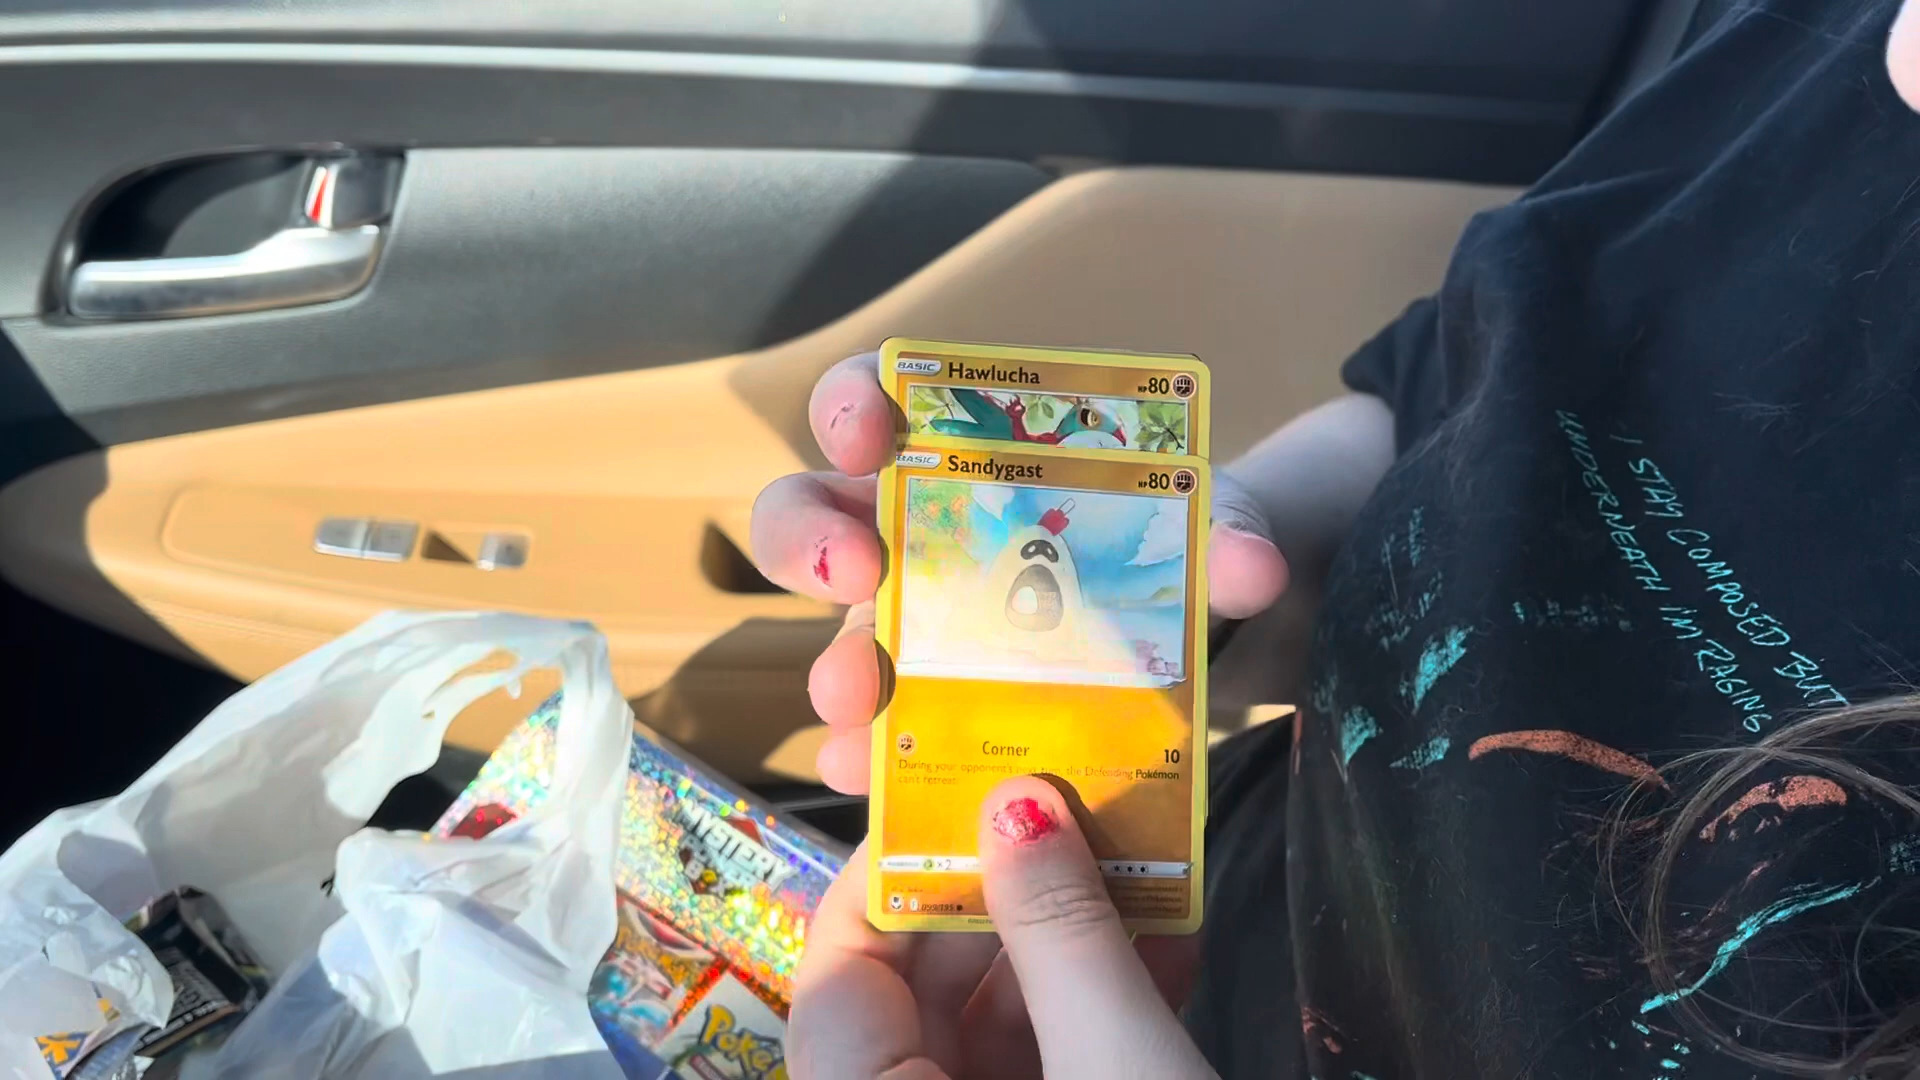 BASIC Hawlucha HP80
BASIC Sandygast HP80
Corner 10
During your opponent's next turn, the Defending Pokémon
can't retreat.
×2
I STAY COMPOSED BUT
UNDERNEATH I'M RAGING
MYSTERY
BOX